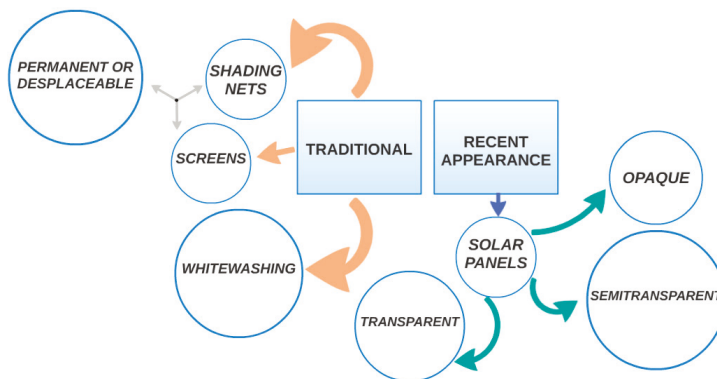 PERMANENT OR
DESPLACEABLE
SHADING
NETS
SCREENS
WHITEWASHING
TRADITIONAL
RECENT
APPEARANCE
SOLAR
PANELS
OPAQUE
SEMITRANSPARENT
TRANSPARENT